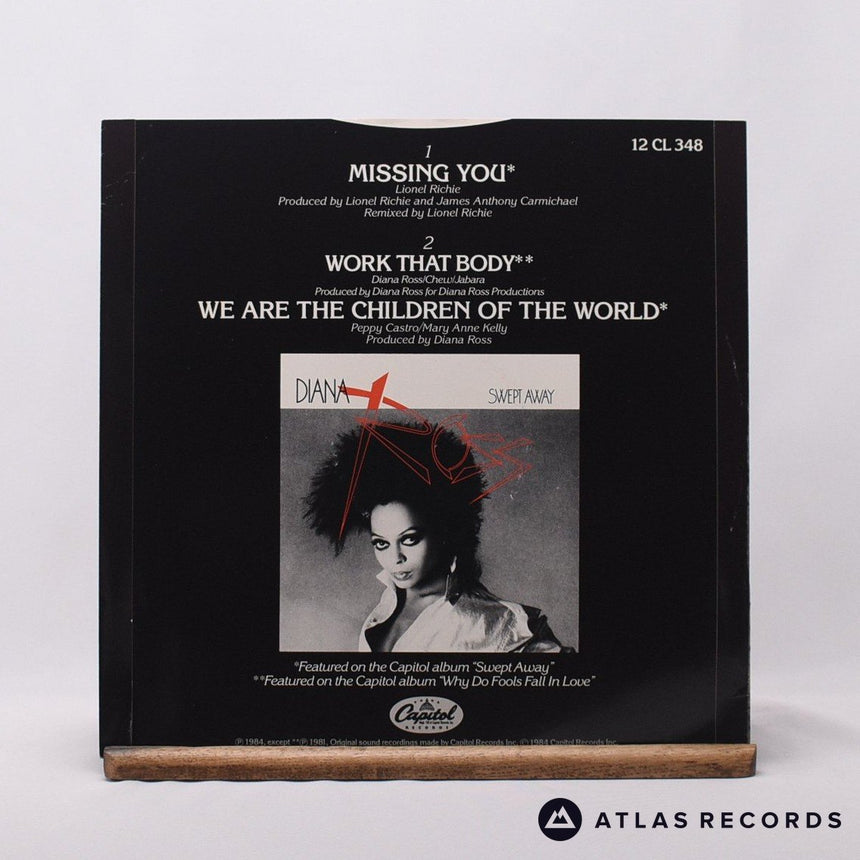 12 CL 348
1
MISSING YOU*
Lionel Richie
Produced by Lionel Richie and James Anthony Carmichael
Remixed by Lionel Richie
2
WORK THAT BODY**
Diana Ross/Chew/Jabara
Produced by Diana Ross for Diana Ross Productions
WE ARE THE CHILDREN OF THE WORLD*
Peppy Castro/Mary Anne Kelly
Produced by Diana Ross
DIANA SWEPT AWAY
ROSS
*Featured on the Capitol album "Swept Away"
**Featured on the Capitol album "Why Do Fools Fall In Love"
Capitol
RECORDS
Ⓟ 1984, except **Ⓟ 1981, Original sound recordings made by Capitol Records Inc. © 1984 Capitol Records Inc.
ATLAS RECORDS